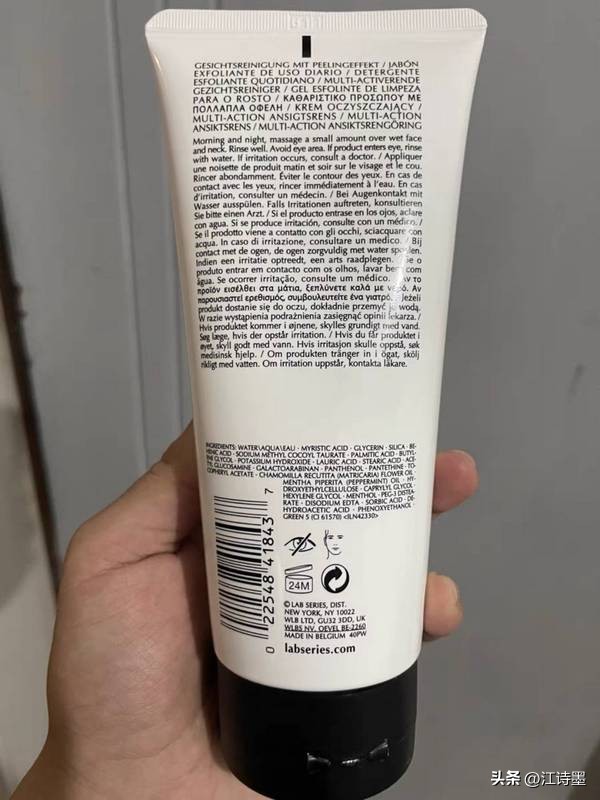 GESICHTSREINIGUNG MIT PEELINGEFFEKT / JABÓN
EXFOLIANTE DE USO DIARIO / DETERGENTE
ESFOLIANTE QUOTIDIANO / MULTI-ACTIVERENDE
GEZICHTSREINIGER / GEL ESFOLINTE DE LIMPEZA
PARA O ROSTO / ΚΑΘΑΡΙΣΤΙΚΟ ΠΡΟΣΩΠΟΥ ΜΕ
ΠΟΛΛΑΠΛΑ ΟΦΕΛΗ / KREM OCZYSZCZAJĄCY /
MULTI-ACTION ANSIGTSRENS / MULTI-ACTION
ANSIKTSRENS / MULTI-ACTION ANSIKTSRENGÖRING
Morning and night, massage a small amount over wet face
and neck. Rinse well. Avoid eye area. If product enters eye, rinse
with water. If irritation occurs, consult a doctor. / Appliquer
une noisette de produit matin et soir sur le visage et le cou.
Rincer abondamment. Éviter le contour des yeux. En cas de
contact avec les yeux, rincer immédiatement à l'eau. En cas
d'irritation, consulter un médecin. / Bei Augenkontakt mit
Wasser ausspülen. Falls Irritationen auftreten, konsultieren
Sie bitte einen Arzt. / Si el producto entrase en los ojos, aclare
con agua. Si se produce irritación, consulte con un médico. /
Se il prodotto viene a contatto con gli occhi, sciacquare con
acqua. In caso di irritazione, consultare un medico. / Bij
contact met de ogen, de ogen zorgvuldig met water spoelen.
Indien een irritatie optreedt, een arts raadplegen. / Se o
produto entrar em contacto com os olhos, lavar bem com
água. Se ocorrer irritação, consulte um médico. / Αν το
προϊόν εισέλθει στα μάτια, ξεπλύνετε καλά με νερό. Αν
παρουσιαστεί ερεθισμός, συμβουλευτείτε ένα γιατρό. / Jeżeli
produkt dostanie się do oczu, dokładnie przemyć je wodą.
W razie wystąpienia podrażnienia zasięgnąć opinii lekarza. /
Hvis produktet kommer i øjnene, skylles grundigt med vand.
Søg læge, hvis der opstår irritation. / Hvis du får produktet i
øyet, skyll godt med vann. Hvis irritasjon skulle oppstå, søk
medisinsk hjelp. / Om produkten tränger in i ögat, skölj
rikligt med vatten. Om irritation uppstår, kontakta läkare.
INGREDIENTS: WATER\AQUA\EAU · MYRISTIC ACID · GLYCERIN · SILICA · BE-
HENIC ACID · SODIUM METHYL COCOYL TAURATE · PALMITIC ACID · BUTYL-
ENE GLYCOL · POTASSIUM HYDROXIDE · LAURIC ACID · STEARIC ACID · ACE-
TYL GLUCOSAMINE · GALACTOARABINAN · PANTHENOL · PANTETHINE · TO-
COPHERYL ACETATE · CHAMOMILLA RECUTITA (MATRICARIA) FLOWER OIL ·
MENTHA PIPERITA (PEPPERMINT) OIL · HY-
DROXYETHYLCELLULOSE · CAPRYLYL GLYCOL ·
HEXYLENE GLYCOL · MENTHOL · PEG-3 DISTEA-
RATE · DISODIUM EDTA · SORBIC ACID · DE-
HYDROACETIC ACID · PHENOXYETHANOL ·
GREEN 5 (CI 61570) <ILN42330>
0 22548 41843 7
24M
© LAB SERIES, DIST.
NEW YORK, NY 10022
WLB LTD, GU32 3DD, UK
WLBS NV, OEVEL BE-2260
MADE IN BELGIUM 40PW
labseries.com
头条 @江诗墨